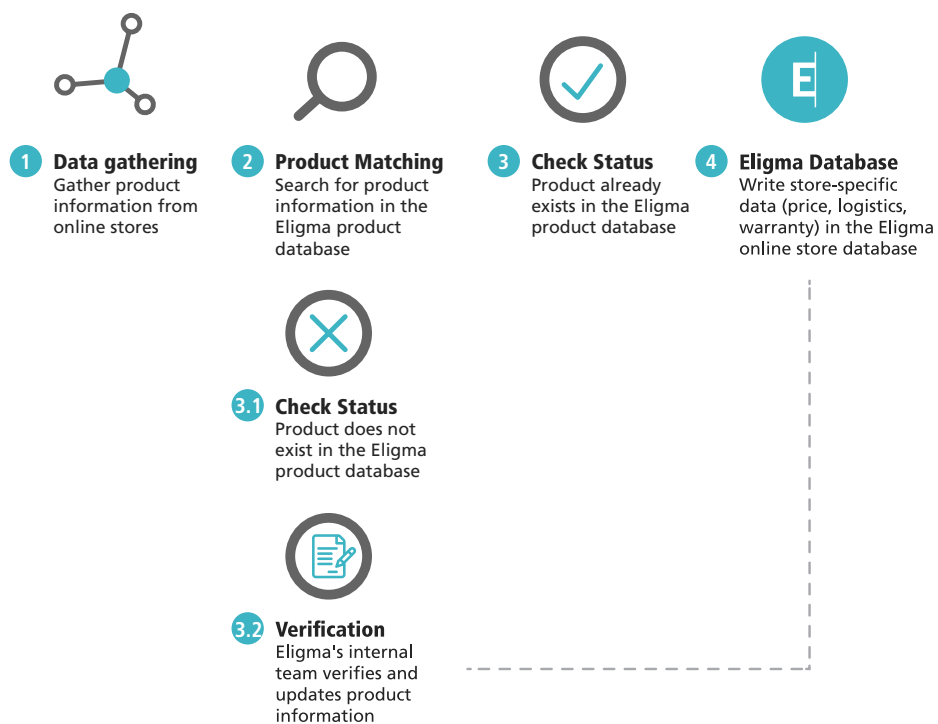 1 Data gathering
Gather product
information from
online stores
2 Product Matching
Search for product
information in the
Eligma product
database
3 Check Status
Product already
exists in the Eligma
product database
E
4 Eligma Database
Write store-specific
data (price, logistics,
warranty) in the Eligma
online store database
3.1 Check Status
Product does not
exist in the Eligma
product database
3.2 Verification
Eligma's internal
team verifies and
updates product
information